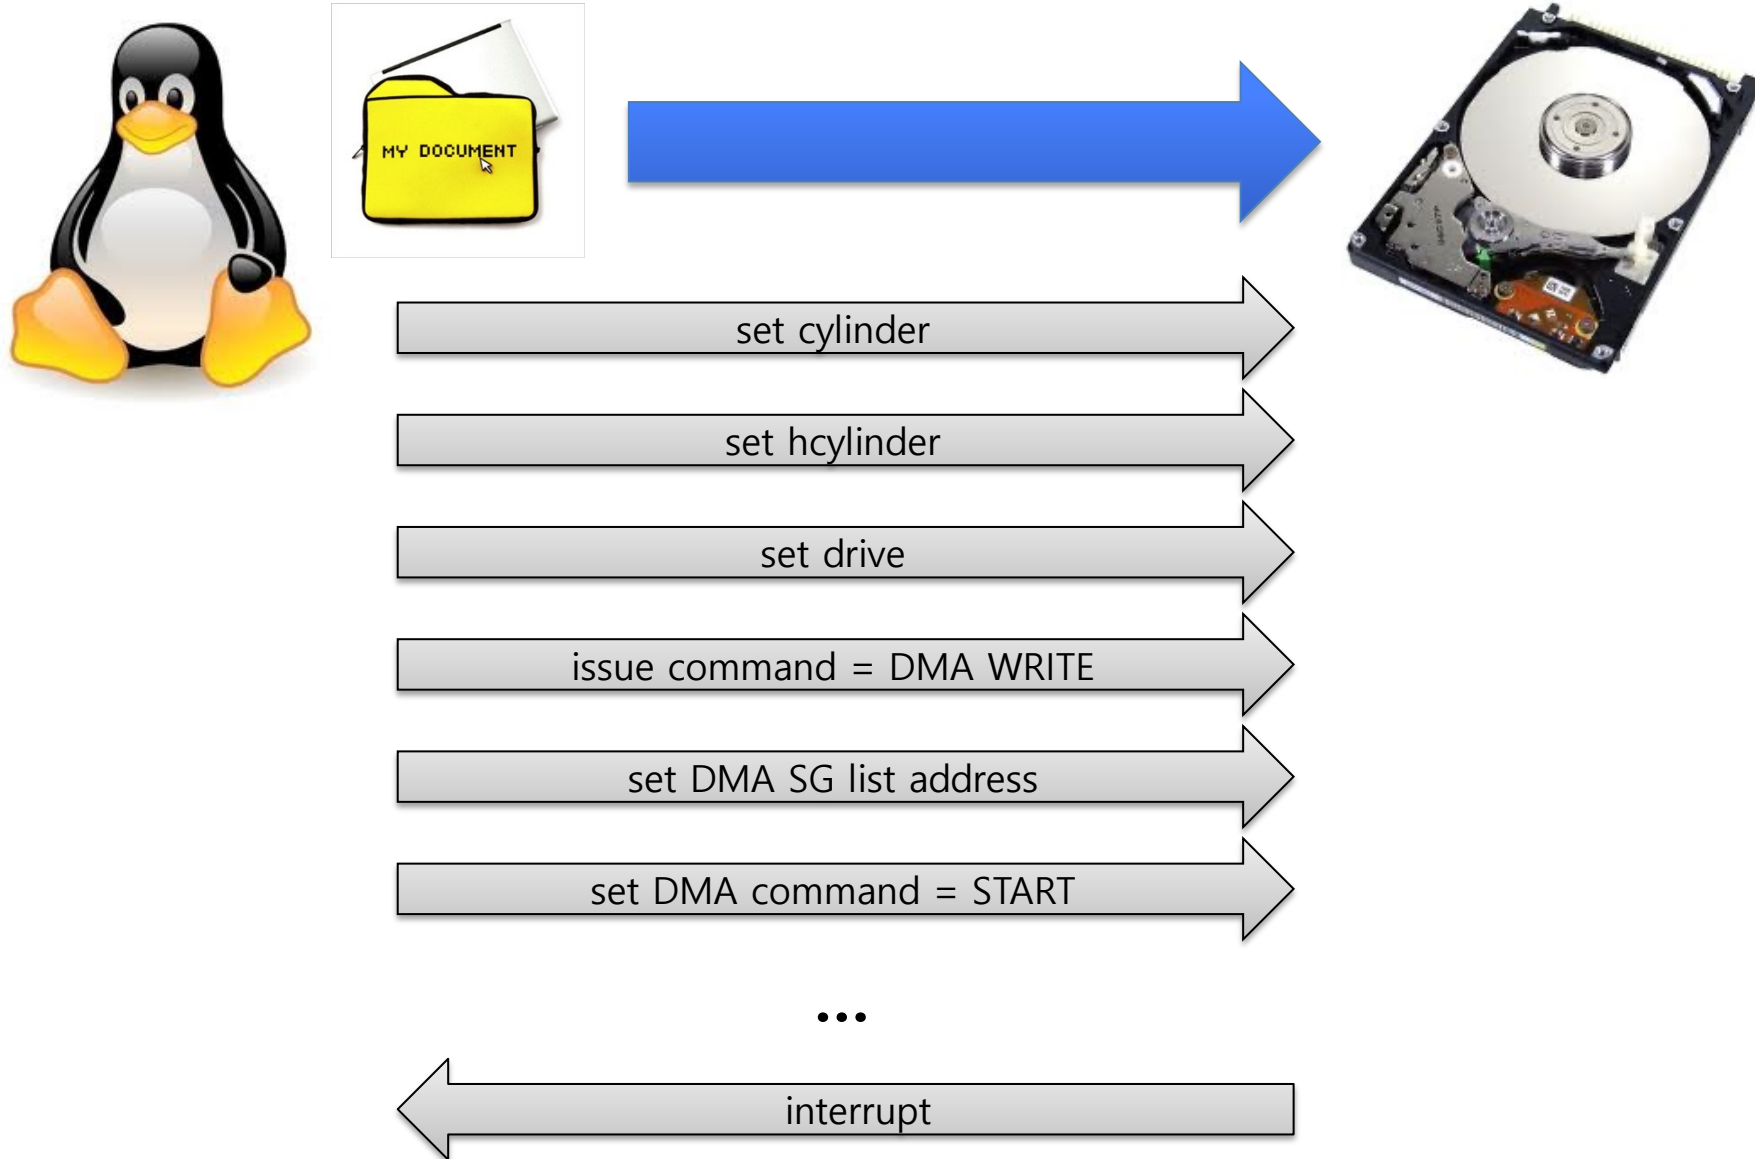 MY DOCUMENT
set cylinder
set hcylinder
set drive
issue command = DMA WRITE
set DMA SG list address
set DMA command = START
...
interrupt